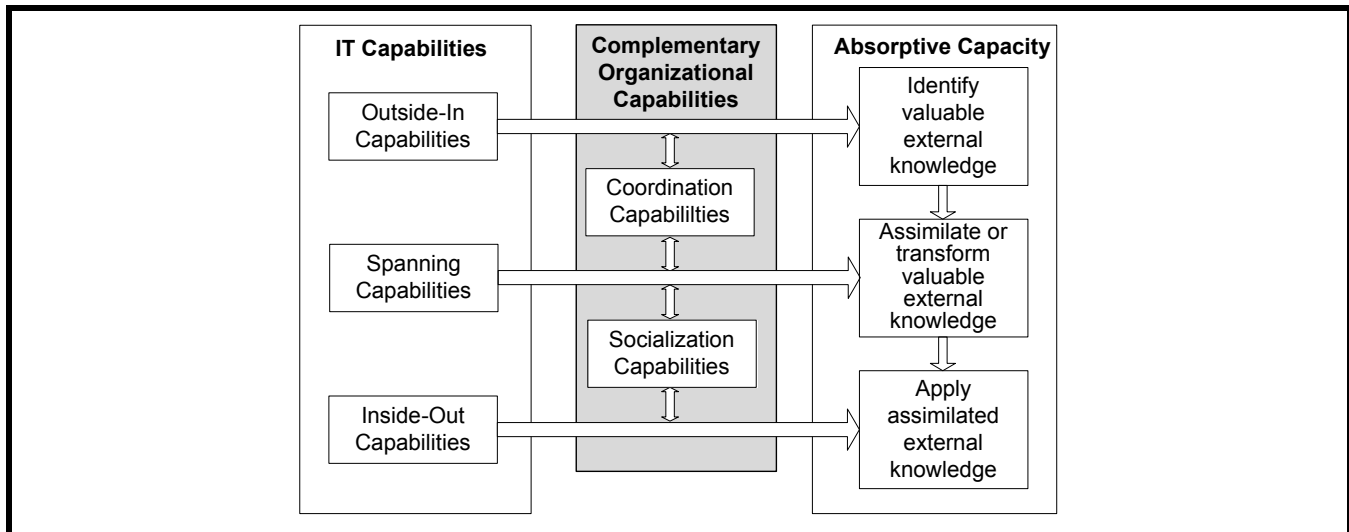 IT Capabilities
Outside-In
Capabilities
Spanning
Capabilities
Inside-Out
Capabilities
Complementary
Organizational
Capabilities
Coordination
Capabililties
Socialization
Capabilities
Absorptive Capacity
Identify
valuable
external
knowledge
Assimilate or
transform
valuable
external
knowledge
Apply
assimilated
external
knowledge